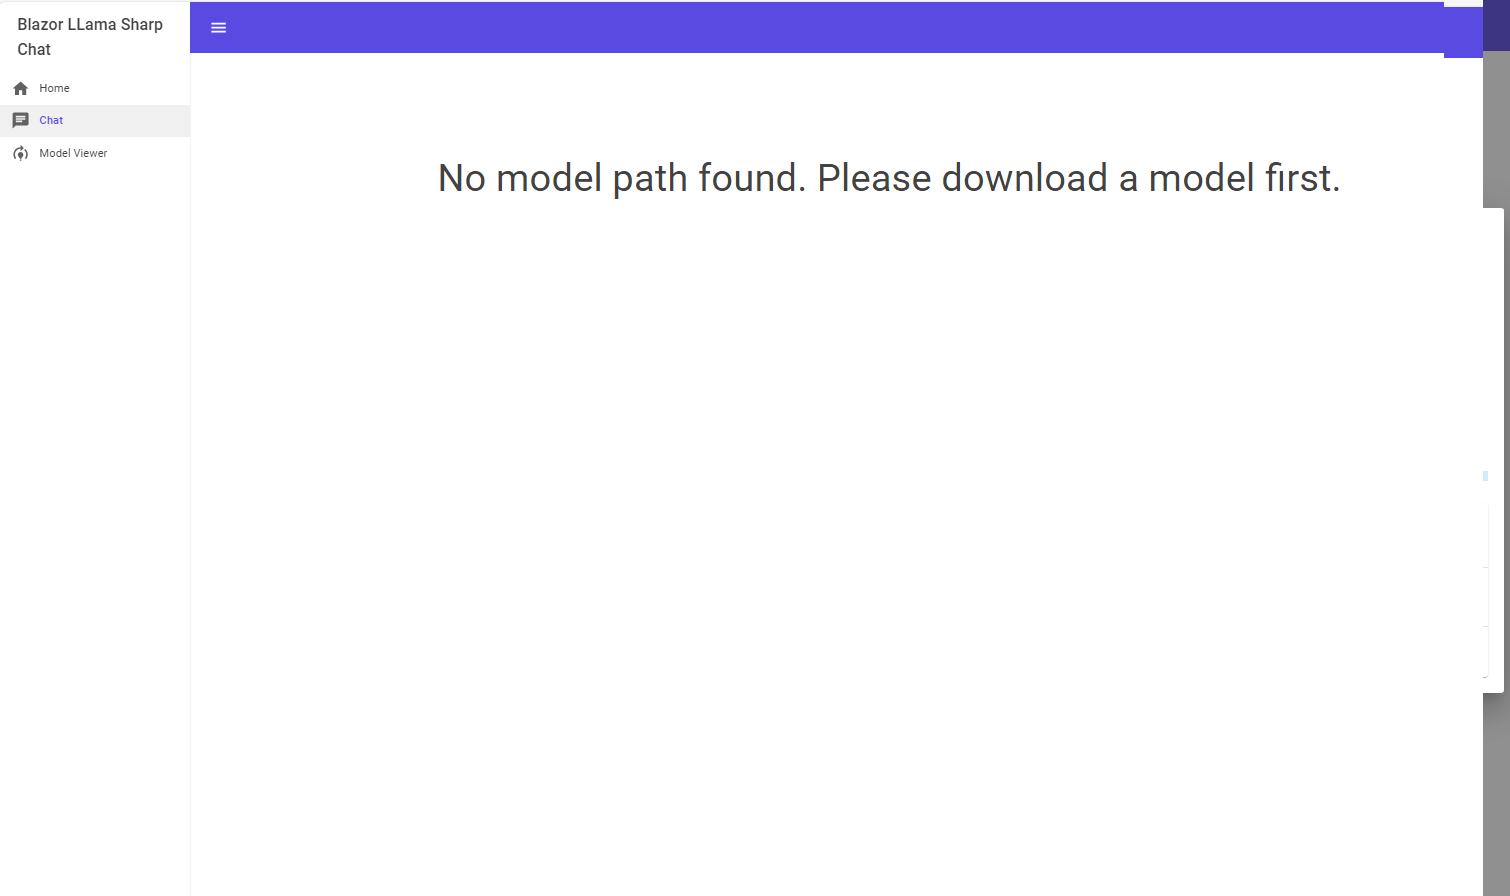 Blazor LLama Sharp
Chat
Home
Chat
Model Viewer
No model path found. Please download a model first.